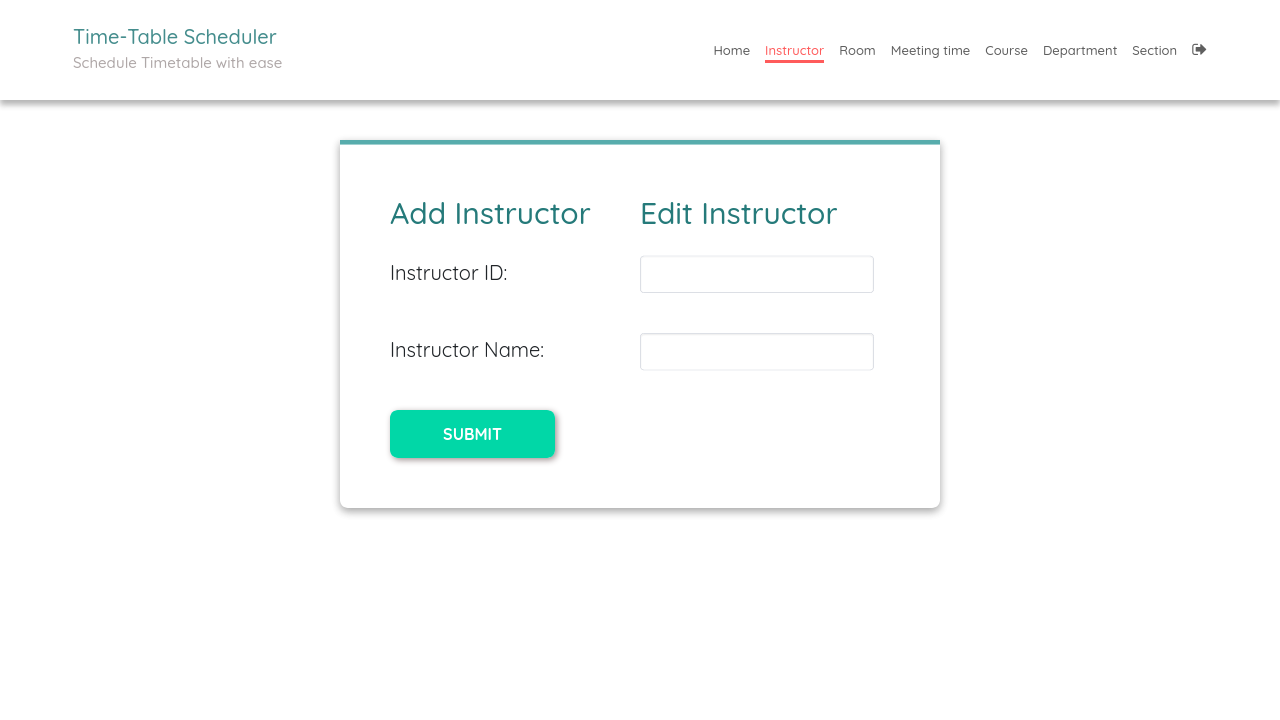 Time-Table Scheduler
Schedule Timetable with ease
Home Instructor Room Meeting time Course Department Section
Add Instructor Edit Instructor
Instructor ID:
Instructor Name:
SUBMIT